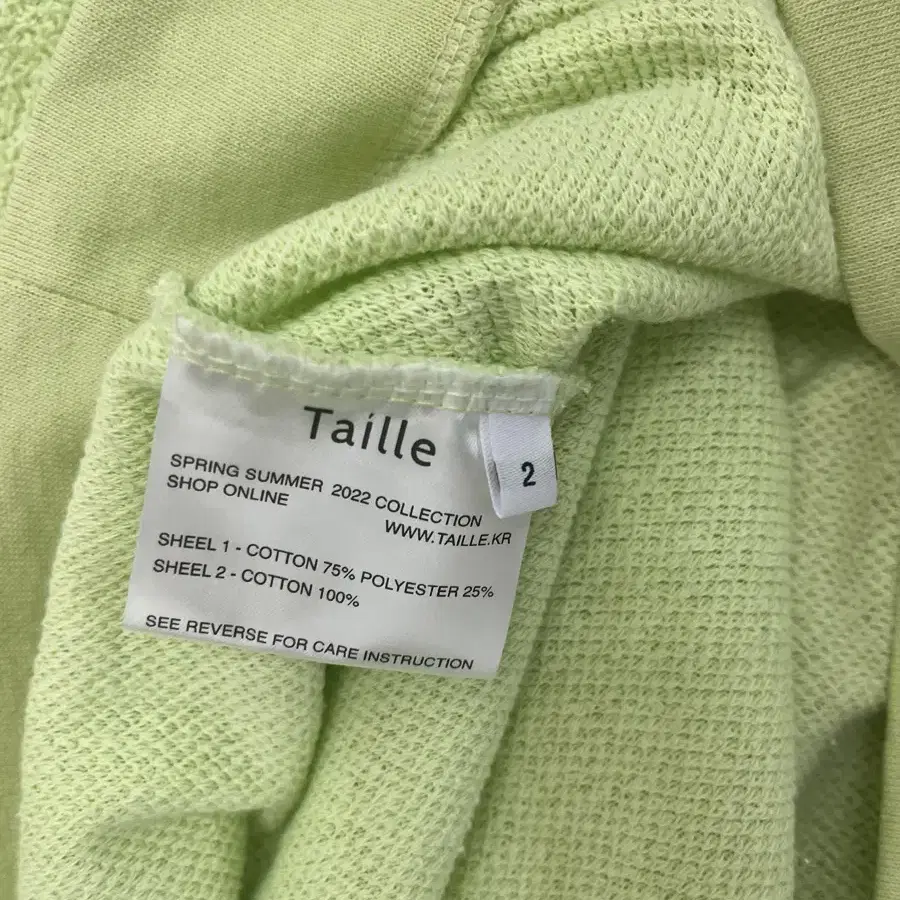 Taille
2
SPRING SUMMER 2022 COLLECTION
SHOP ONLINE
WWW.TAILLE.KR
SHEEL 1 - COTTON 75% POLYESTER 25%
SHEEL 2 - COTTON 100%
SEE REVERSE FOR CARE INSTRUCTION